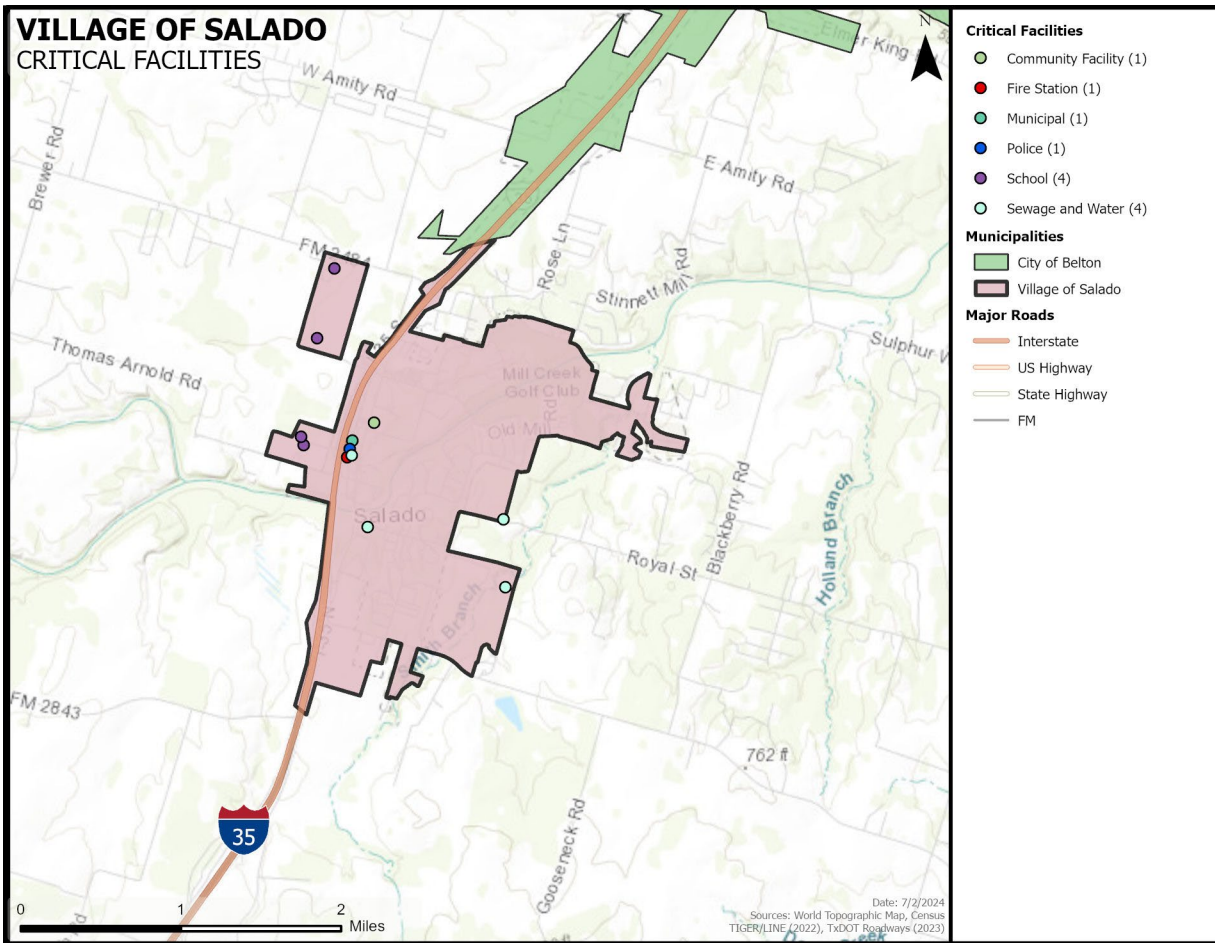 VILLAGE OF SALADO
CRITICAL FACILITIES
N
Elmer King
W Amity Rd
Brewer Rd
E Amity Rd
FM 2484
Rose Ln
Stinnett Mill Rd
Thomas Arnold Rd
Sulphur
Mill Creek
Golf Club
Old Mill Rd
Salado
Blackberry Rd
Holland Branch
Royal St
Smith Branch
FM 2843
762 ft
35
Gooseneck Rd
0 1 2
Miles
Date: 7/2/2024
Sources: World Topographic Map, Census
TIGER/LINE (2022), TxDOT Roadways (2023)
Critical Facilities
Community Facility (1)
Fire Station (1)
Municipal (1)
Police (1)
School (4)
Sewage and Water (4)
Municipalities
City of Belton
Village of Salado
Major Roads
Interstate
US Highway
State Highway
FM